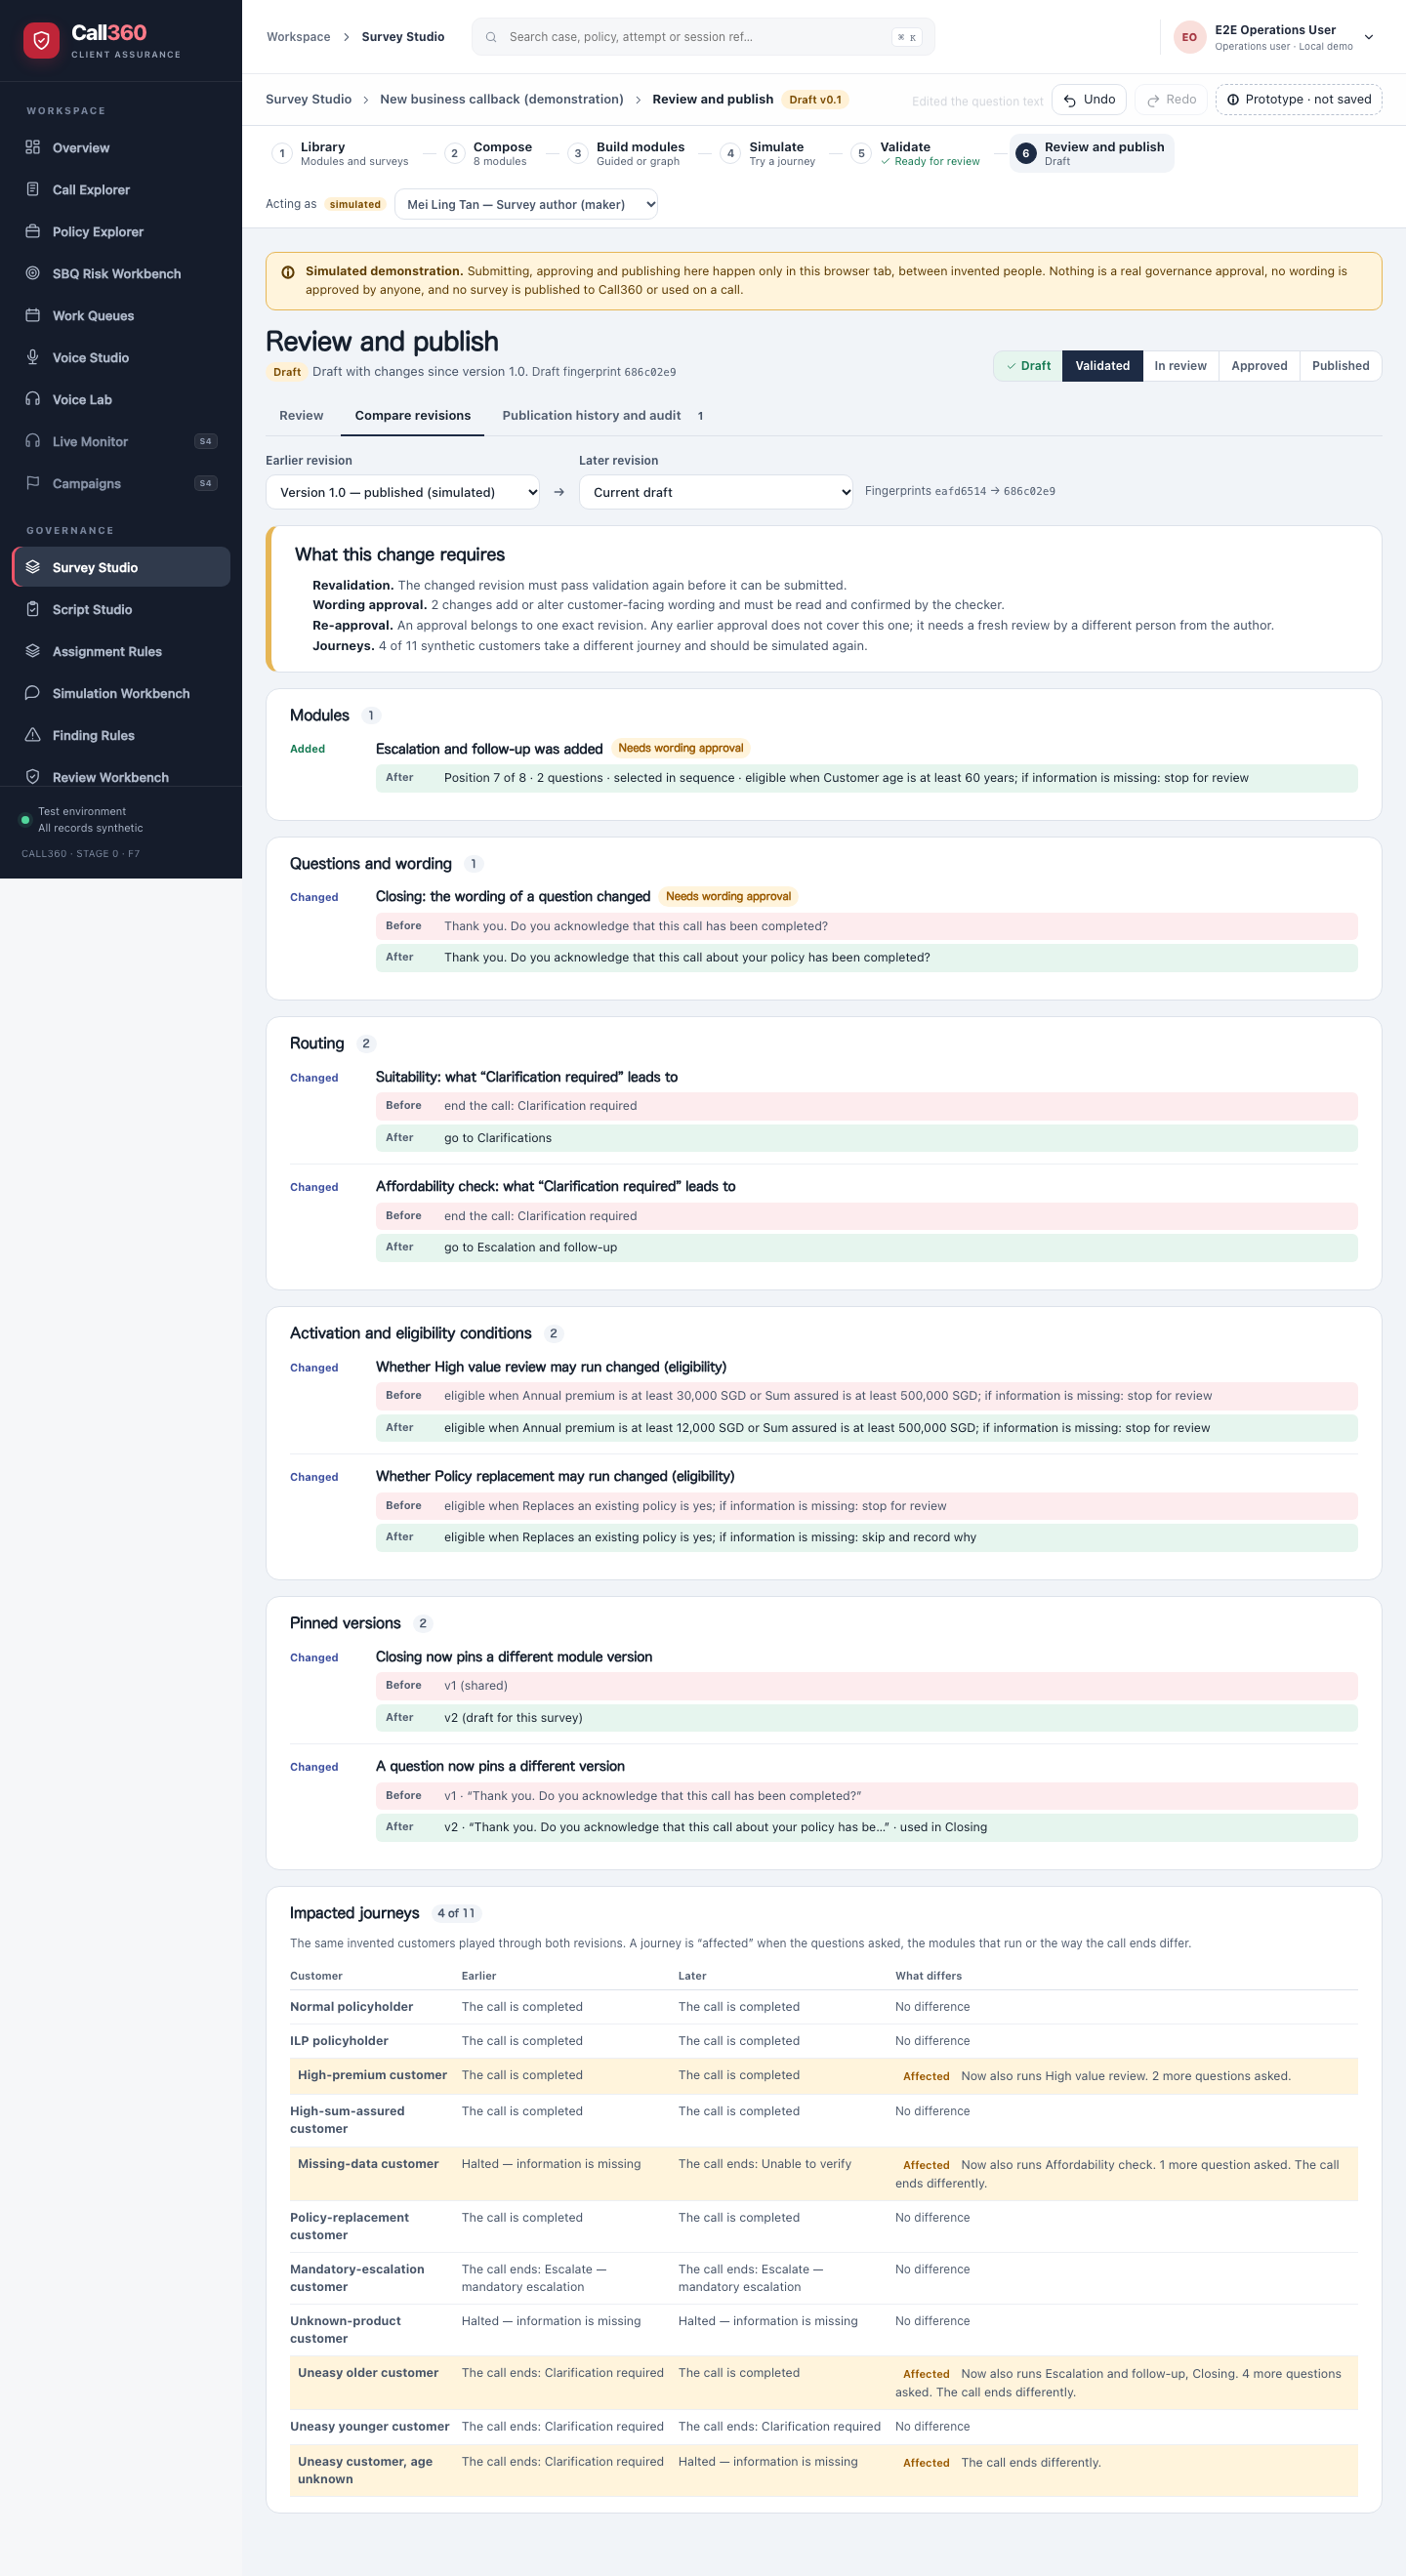 Call360
CLIENT ASSURANCE
WORKSPACE
Overview
Call Explorer
Policy Explorer
SBQ Risk Workbench
Work Queues
Voice Studio
Voice Lab
Live Monitor S4
Campaigns S4
GOVERNANCE
Survey Studio
Script Studio
Assignment Rules
Simulation Workbench
Finding Rules
Review Workbench
Test environment
All records synthetic
CALL360 · STAGE 0 · F7
Workspace > Survey Studio
Search case, policy, attempt or session ref...
⌘ K
EO
E2E Operations User
Operations user · Local demo
Survey Studio > New business callback (demonstration) > Review and publish Draft v0.1
Edited the question text
Undo
Redo
Prototype · not saved
1 Library
Modules and surveys
2 Compose
8 modules
3 Build modules
Guided or graph
4 Simulate
Try a journey
5 Validate
✓ Ready for review
6 Review and publish
Draft
Acting as simulated Mei Ling Tan — Survey author (maker)
Simulated demonstration. Submitting, approving and publishing here happen only in this browser tab, between invented people. Nothing is a real governance approval, no wording is
approved by anyone, and no survey is published to Call360 or used on a call.
Review and publish
Draft Draft with changes since version 1.0. Draft fingerprint 686c02e9
✓ Draft Validated In review Approved Published
Review Compare revisions Publication history and audit 1
Earlier revision
Version 1.0 — published (simulated)
→
Later revision
Current draft
Fingerprints eafd6514 → 686c02e9
What this change requires
Revalidation. The changed revision must pass validation again before it can be submitted.
Wording approval. 2 changes add or alter customer-facing wording and must be read and confirmed by the checker.
Re-approval. An approval belongs to one exact revision. Any earlier approval does not cover this one; it needs a fresh review by a different person from the author.
Journeys. 4 of 11 synthetic customers take a different journey and should be simulated again.
Modules 1
Added Escalation and follow-up was added Needs wording approval
After Position 7 of 8 · 2 questions · selected in sequence · eligible when Customer age is at least 60 years; if information is missing: stop for review
Questions and wording 1
Changed Closing: the wording of a question changed Needs wording approval
Before Thank you. Do you acknowledge that this call has been completed?
After Thank you. Do you acknowledge that this call about your policy has been completed?
Routing 2
Changed Suitability: what “Clarification required” leads to
Before end the call: Clarification required
After go to Clarifications
Changed Affordability check: what “Clarification required” leads to
Before end the call: Clarification required
After go to Escalation and follow-up
Activation and eligibility conditions 2
Changed Whether High value review may run changed (eligibility)
Before eligible when Annual premium is at least 30,000 SGD or Sum assured is at least 500,000 SGD; if information is missing: stop for review
After eligible when Annual premium is at least 12,000 SGD or Sum assured is at least 500,000 SGD; if information is missing: stop for review
Changed Whether Policy replacement may run changed (eligibility)
Before eligible when Replaces an existing policy is yes; if information is missing: stop for review
After eligible when Replaces an existing policy is yes; if information is missing: skip and record why
Pinned versions 2
Changed Closing now pins a different module version
Before v1 (shared)
After v2 (draft for this survey)
Changed A question now pins a different version
Before v1 · “Thank you. Do you acknowledge that this call has been completed?”
After v2 · “Thank you. Do you acknowledge that this call about your policy has be…” · used in Closing
Impacted journeys 4 of 11
The same invented customers played through both revisions. A journey is “affected” when the questions asked, the modules that run or the way the call ends differ.
Customer Earlier Later What differs
Normal policyholder The call is completed The call is completed No difference
ILP policyholder The call is completed The call is completed No difference
High-premium customer The call is completed The call is completed Affected Now also runs High value review. 2 more questions asked.
High-sum-assured
customer The call is completed The call is completed No difference
Missing-data customer Halted — information is missing The call ends: Unable to verify Affected Now also runs Affordability check. 1 more question asked. The call
ends differently.
Policy-replacement
customer The call is completed The call is completed No difference
Mandatory-escalation
customer The call ends: Escalate —
mandatory escalation The call ends: Escalate —
mandatory escalation No difference
Unknown-product
customer Halted — information is missing Halted — information is missing No difference
Uneasy older customer The call ends: Clarification required The call is completed Affected Now also runs Escalation and follow-up, Closing. 4 more questions
asked. The call ends differently.
Uneasy younger customer The call ends: Clarification required The call ends: Clarification required No difference
Uneasy customer, age
unknown The call ends: Clarification required Halted — information is missing Affected The call ends differently.